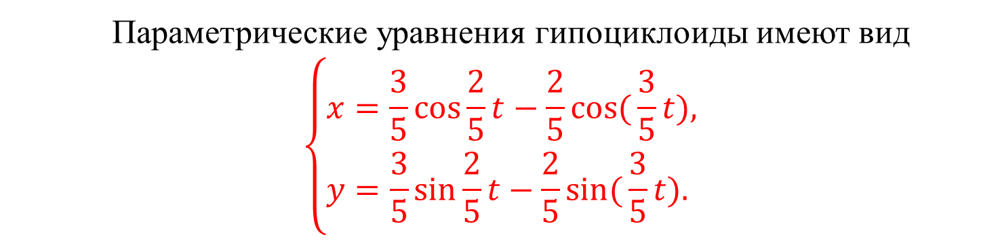 Параметрические уравнения гипоциклоиды имеют вид
x = 3/5 cos 2/5 t − 2/5 cos(3/5 t),
y = 3/5 sin 2/5 t − 2/5 sin(3/5 t).